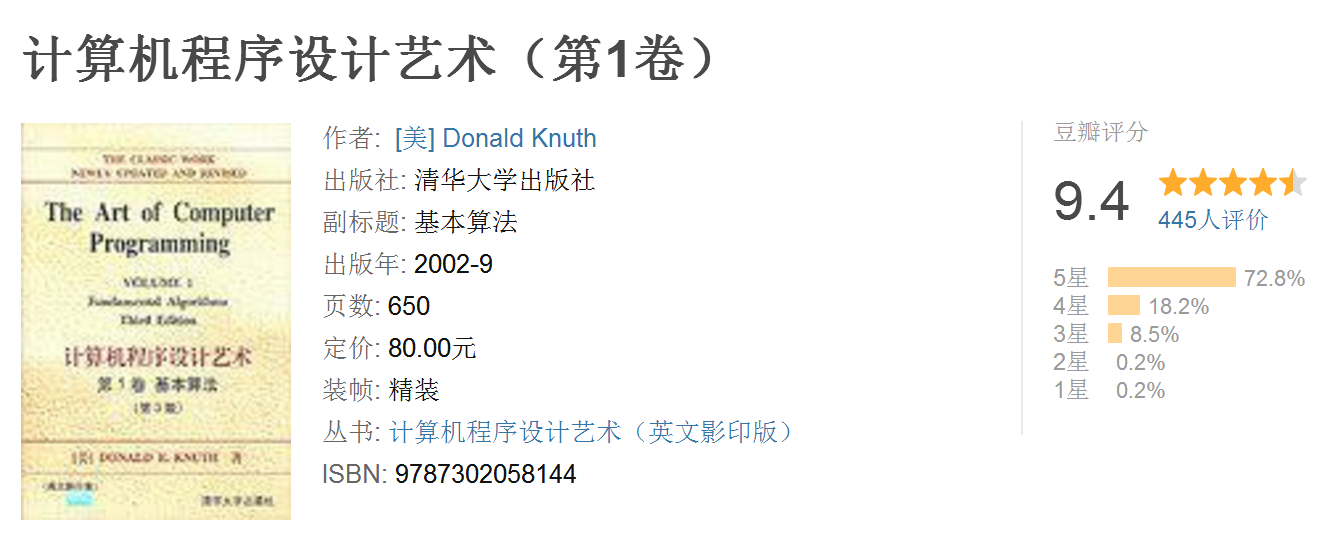 计算机程序设计艺术（第1卷）
THE CLASSIC WORK
NEWLY UPDATED AND REVISED
The Art of Computer
Programming
VOLUME 1
Fundamental Algorithms
Third Edition
计算机程序设计艺术
第1卷 基本算法
（第3版）
[美] DONALD E. KNUTH 著
清华大学出版社
作者: [美] Donald Knuth
出版社: 清华大学出版社
副标题: 基本算法
出版年: 2002-9
页数: 650
定价: 80.00元
装帧: 精装
丛书: 计算机程序设计艺术（英文影印版）
ISBN: 9787302058144
豆瓣评分
9.4
445人评价
5星 72.8%
4星 18.2%
3星 8.5%
2星 0.2%
1星 0.2%